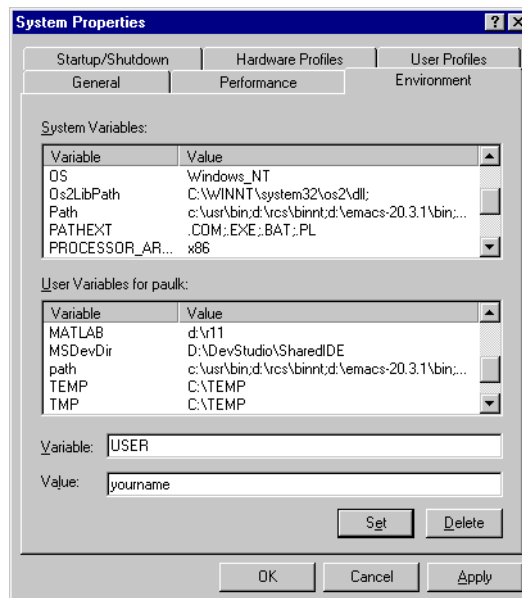 System Properties
Startup/Shutdown Hardware Profiles User Profiles
General Performance Environment
System Variables:
Variable Value
OS Windows_NT
Os2LibPath C:\WINNT\system32\os2\dll;
Path c:\usr\bin;d:\rcs\binnt;d:\emacs-20.3.1\bin;...
PATHEXT .COM;.EXE;.BAT;.PL
PROCESSOR_AR... x86
User Variables for paulk:
Variable Value
MATLAB d:\r11
MSDevDir D:\DevStudio\SharedIDE
path c:\usr\bin;d:\rcs\binnt;d:\emacs-20.3.1\bin;...
TEMP C:\TEMP
TMP C:\TEMP
Variable: USER
Value: yourname
Set Delete
OK Cancel Apply